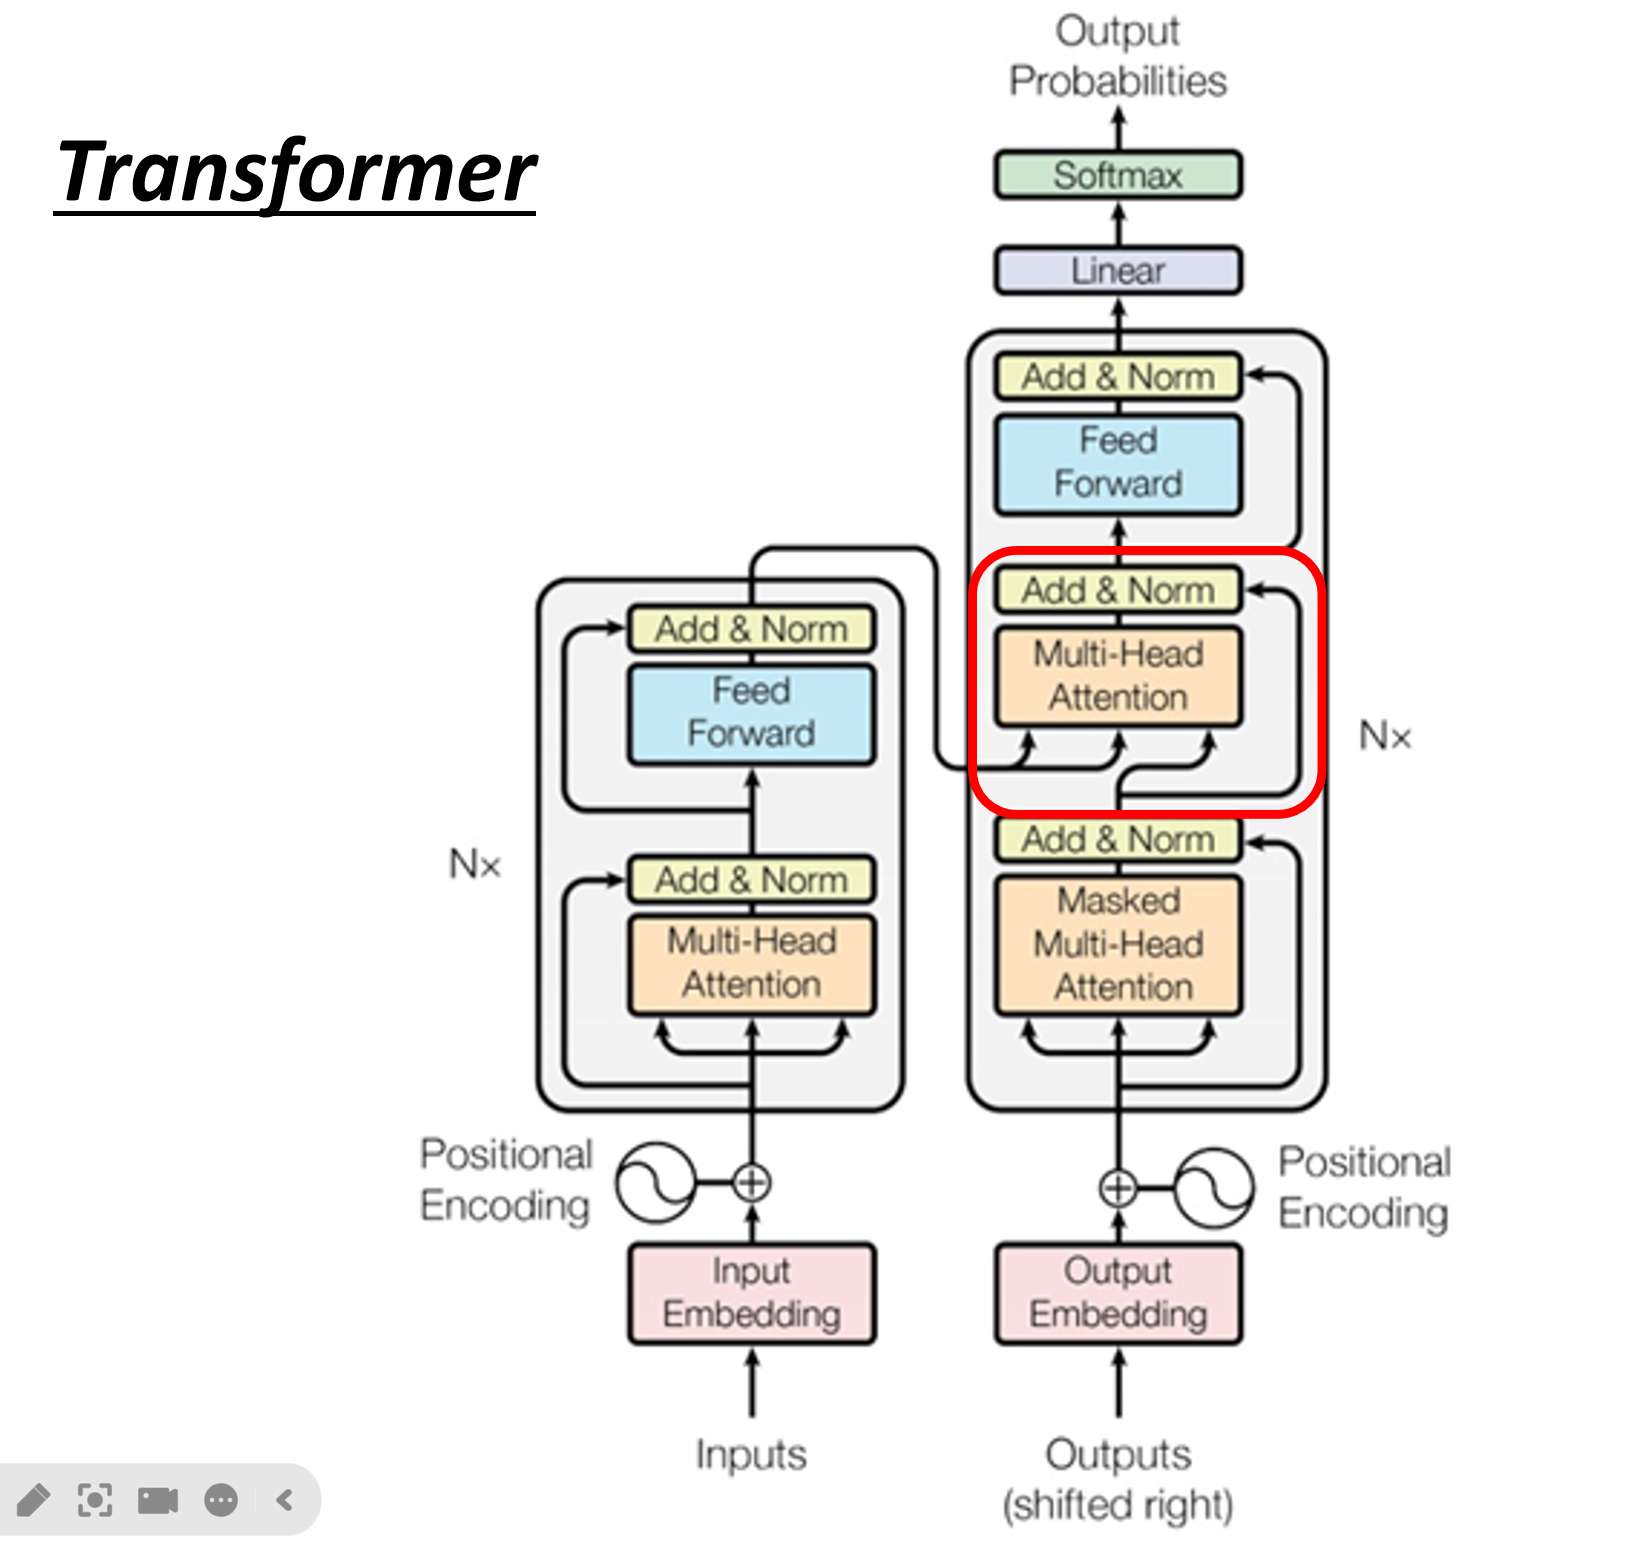 Transformer
Output
Probabilities
Softmax
Linear
Add & Norm
Feed
Forward
Add & Norm
Multi-Head
Attention
N×
Add & Norm
Masked
Multi-Head
Attention
Add & Norm
Feed
Forward
N×
Add & Norm
Multi-Head
Attention
Positional
Encoding
Positional
Encoding
Input
Embedding
Output
Embedding
Inputs
Outputs
(shifted right)